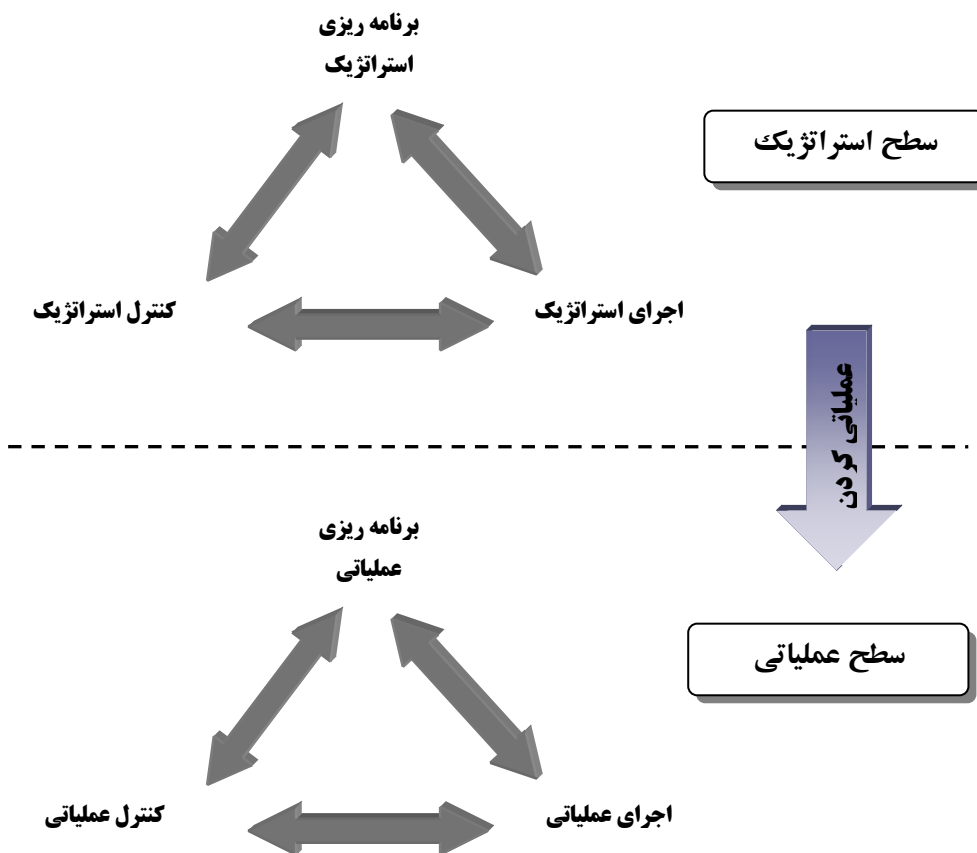 برنامه ریزی
استراتژیک
سطح استراتژیک
اجرای استراتژیک
کنترل استراتژیک
عملیاتی کردن
برنامه ریزی
عملیاتی
سطح عملیاتی
اجرای عملیاتی
کنترل عملیاتی